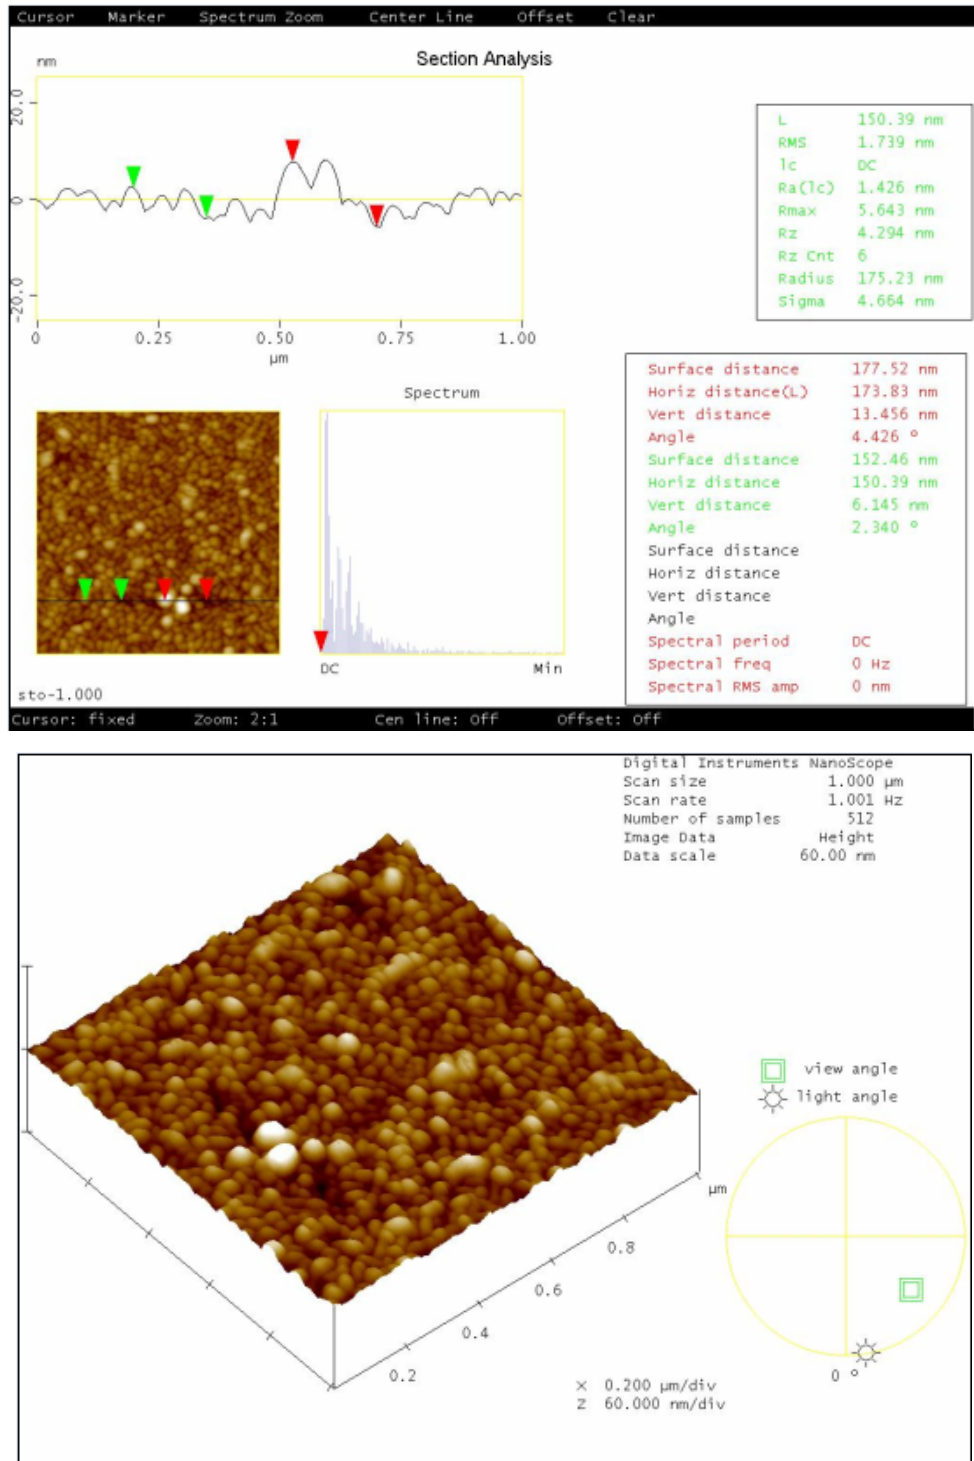 Cursor Marker Spectrum Zoom Center Line Offset Clear
Section Analysis
nm
20.0
0
-20.0
0 0.25 0.50 0.75 1.00
µm
L 150.39 nm
RMS 1.739 nm
lc DC
Ra(lc) 1.426 nm
Rmax 5.643 nm
Rz 4.294 nm
Rz Cnt 6
Radius 175.23 nm
Sigma 4.664 nm
Spectrum
DC Min
Surface distance 177.52 nm
Horiz distance(L) 173.83 nm
Vert distance 13.456 nm
Angle 4.426 °
Surface distance 152.46 nm
Horiz distance 150.39 nm
Vert distance 6.145 nm
Angle 2.340 °
Surface distance
Horiz distance
Vert distance
Angle
Spectral period DC
Spectral freq 0 Hz
Spectral RMS amp 0 nm
sto-1.000
Cursor: fixed Zoom: 2:1 Cen line: Off Offset: Off
Digital Instruments NanoScope
Scan size 1.000 µm
Scan rate 1.001 Hz
Number of samples 512
Image Data Height
Data scale 60.00 nm
view angle
light angle
µm
0.8
0.6
0.4
0.2
0 °
X 0.200 µm/div
Z 60.000 nm/div